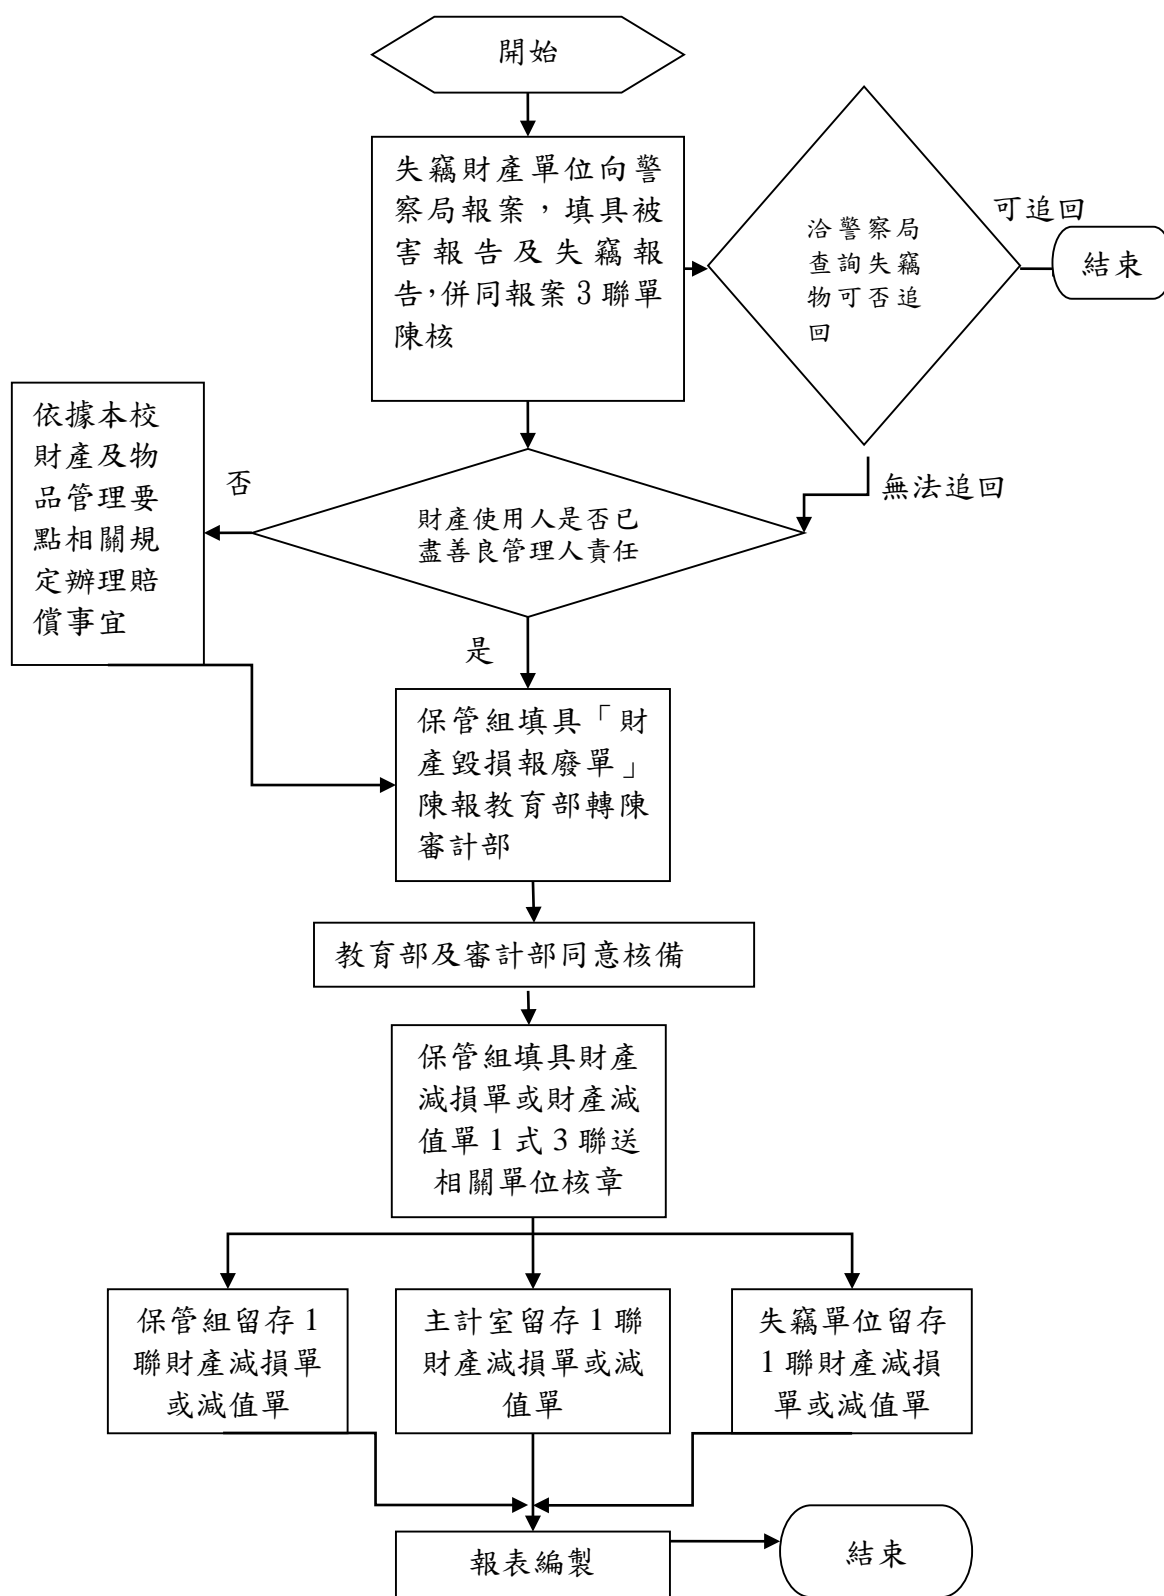 開始
失竊財產單位向警
察局報案，填具被
害報告及失竊報
告，併同報案 3 聯單
陳核
洽警察局
查詢失竊
物可否追
回
可追回
結束
無法追回
財產使用人是否已
盡善良管理人責任
否
依據本校
財產及物
品管理要
點相關規
定辦理賠
償事宜
是
保管組填具「財
產毀損報廢單」
陳報教育部轉陳
審計部
教育部及審計部同意核備
保管組填具財產
減損單或財產減
值單 1 式 3 聯送
相關單位核章
保管組留存 1
聯財產減損單
或減值單
主計室留存 1 聯
財產減損單或減
值單
失竊單位留存
1 聯財產減損
單或減值單
報表編製
結束